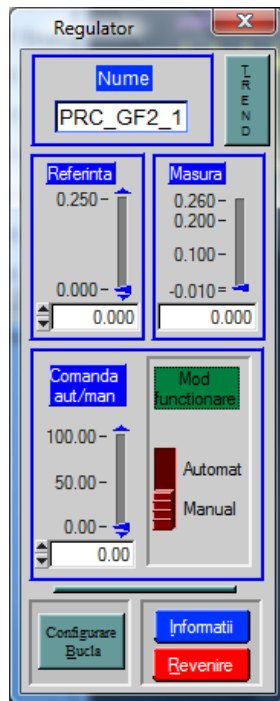 Regulator
Nume
TREND
PRC_GF2_1
Referinta
Masura
0.250
0.260
0.200
0.100
0.000
-0.010
0.000
0.000
Comanda
aut/man
Mod
functionare
100.00
50.00
0.00
Automat
Manual
0.00
Configurare
Bucla
Informatii
Revenire